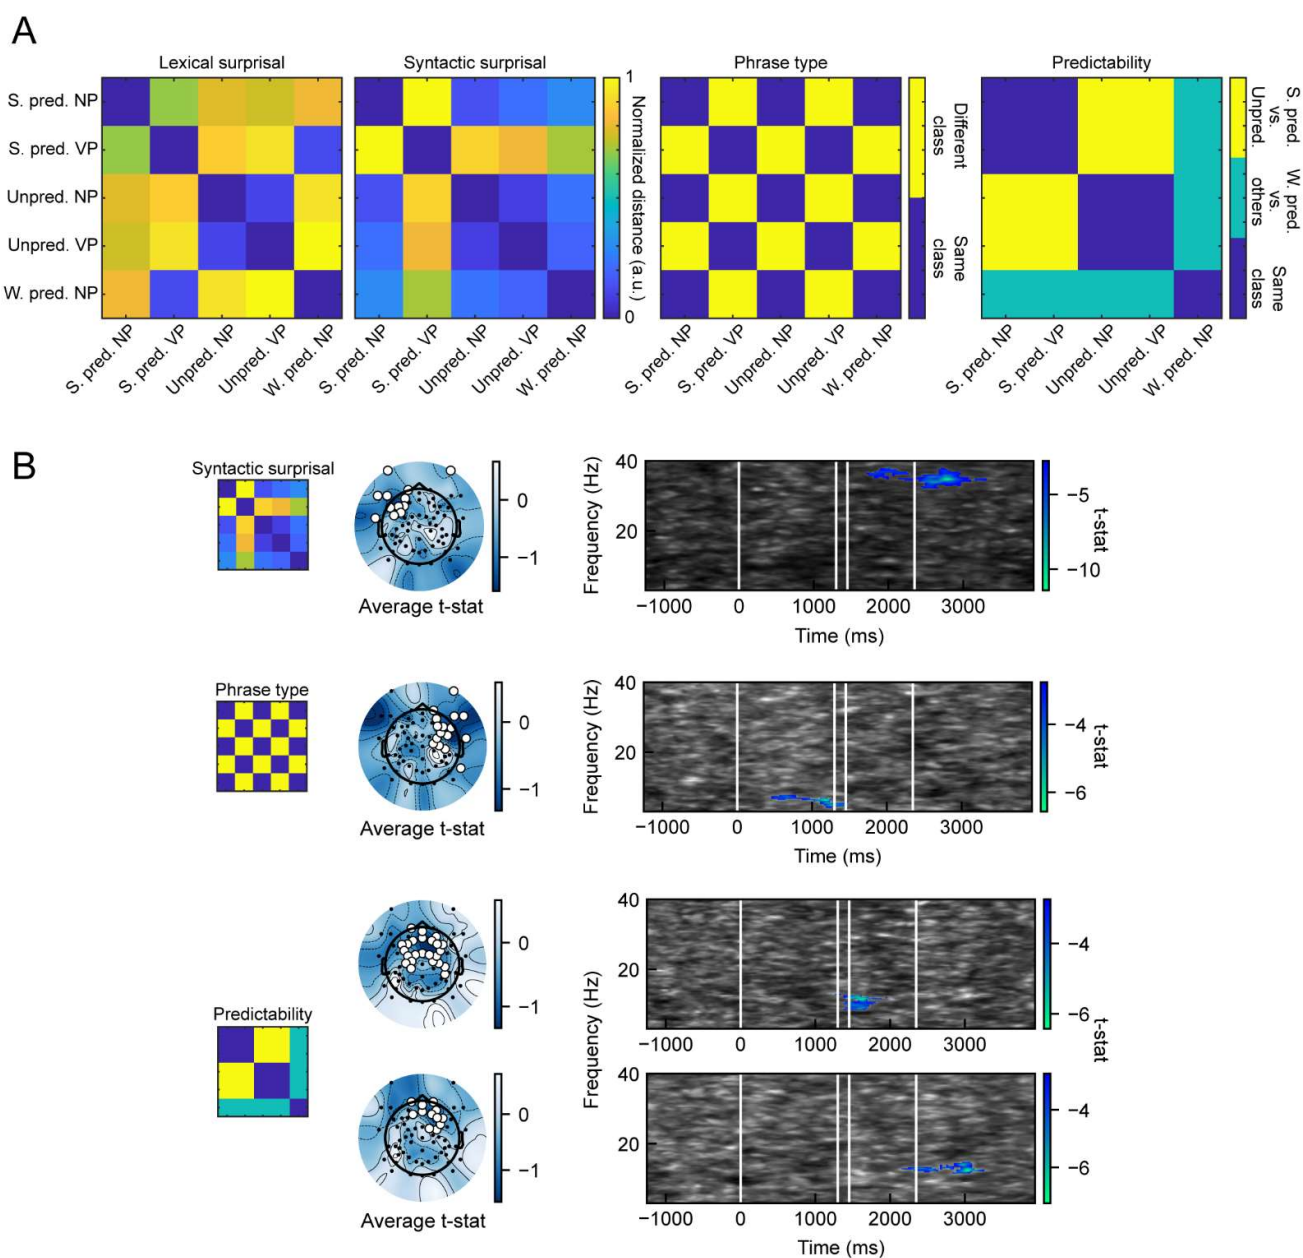 A
Lexical surprisal
Syntactic surprisal
Phrase type
Predictability
S. pred. NP
S. pred. VP
Unpred. NP
Unpred. VP
W. pred. NP
S. pred. NP
S. pred. VP
Unpred. NP
Unpred. VP
W. pred. NP
S. pred. NP
S. pred. VP
Unpred. NP
Unpred. VP
W. pred. NP
1
Normalized distance (a.u.)
0
S. pred. NP
S. pred. VP
Unpred. NP
Unpred. VP
W. pred. NP
Different class
Same class
S. pred. NP
S. pred. VP
Unpred. NP
Unpred. VP
W. pred. NP
S. pred. vs. Unpred.
W. pred. vs. others
Same class
B
Syntactic surprisal
0
−1
Average t-stat
Frequency (Hz)
40
20
−1000 0 1000 2000 3000
Time (ms)
−5
−10
t-stat
Phrase type
0
−1
Average t-stat
Frequency (Hz)
40
20
−1000 0 1000 2000 3000
Time (ms)
−4
−6
t-stat
Predictability
0
−1
Frequency (Hz)
40
20
−1000 0 1000 2000 3000
−4
−6
t-stat
0
−1
Average t-stat
40
20
−1000 0 1000 2000 3000
Time (ms)
−4
−6